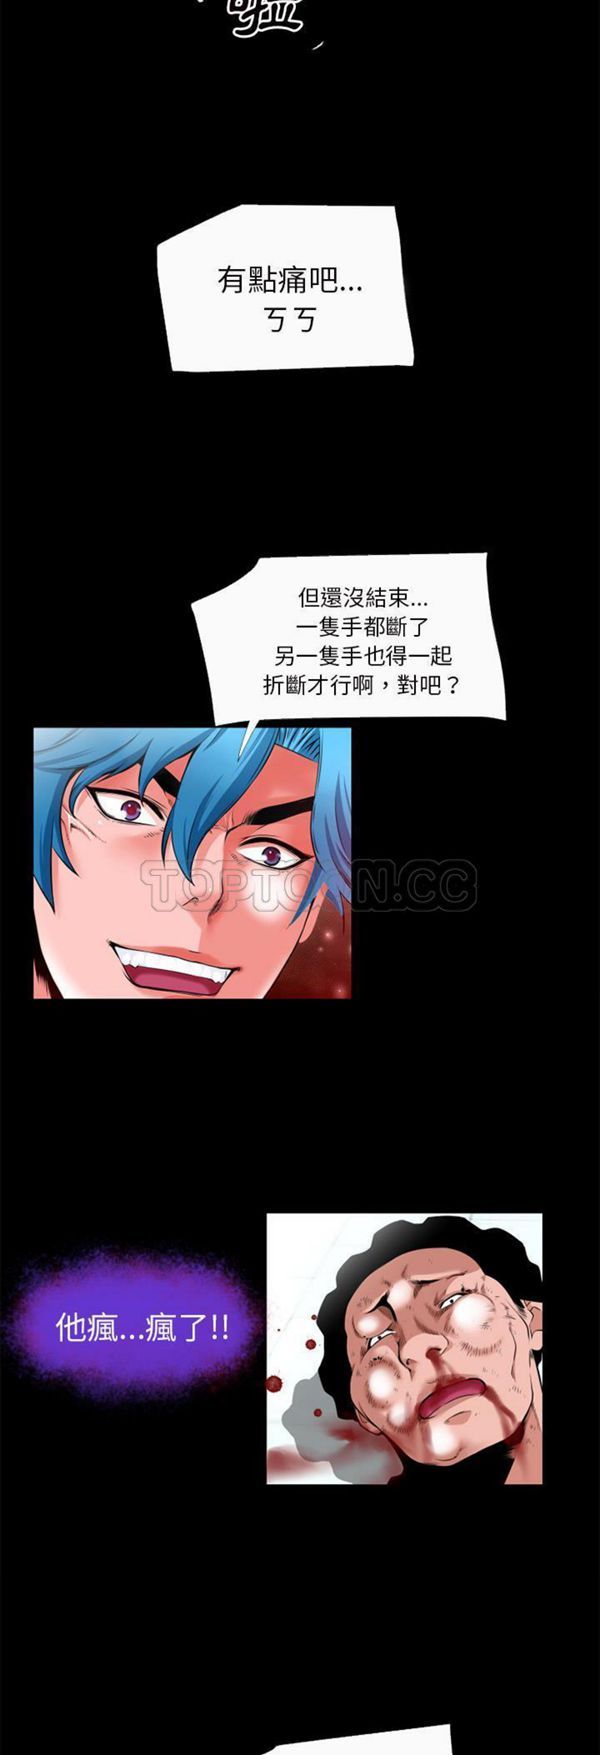 啦
有點痛吧...
ㄎㄎ
但還沒結束...
一隻手都斷了
另一隻手也得一起
折斷才行啊，對吧？
TOPTOON.CC
他瘋...瘋了!!